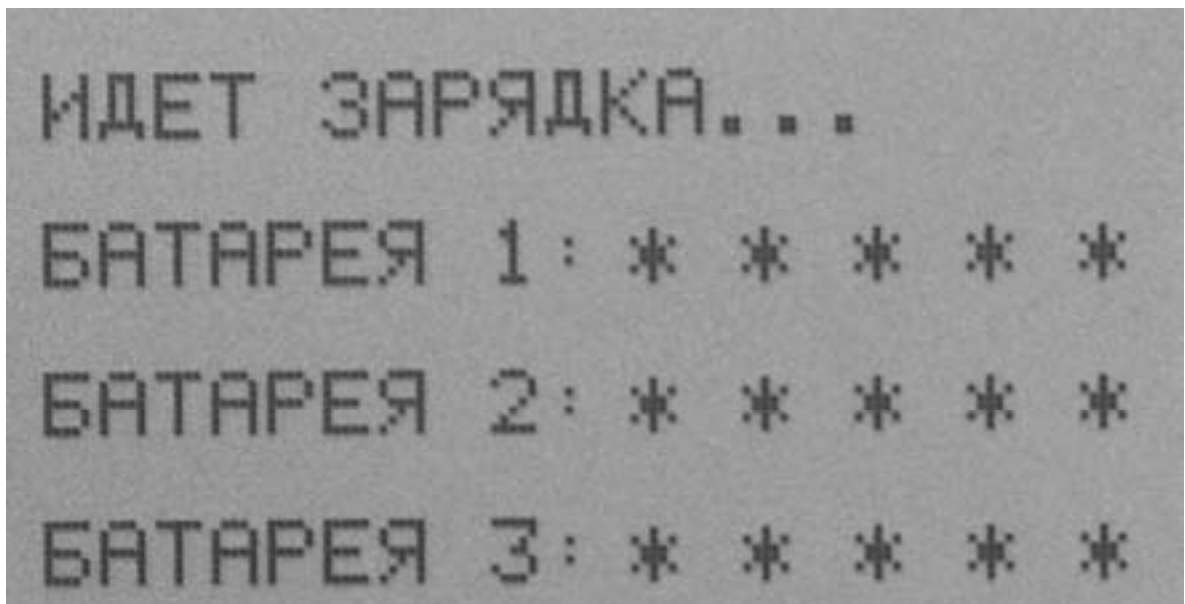 ИДЕТ ЗАРЯДКА...
БАТАРЕЯ 1: * * * * *
БАТАРЕЯ 2: * * * * *
БАТАРЕЯ 3: * * * * *